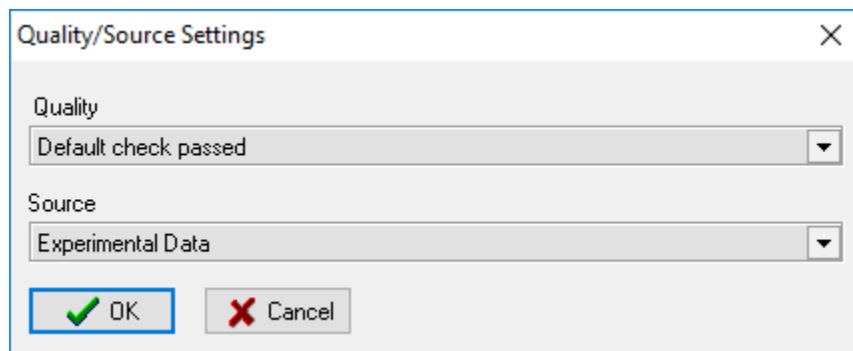 Quality/Source Settings
Quality
Default check passed
Source
Experimental Data
OK
Cancel